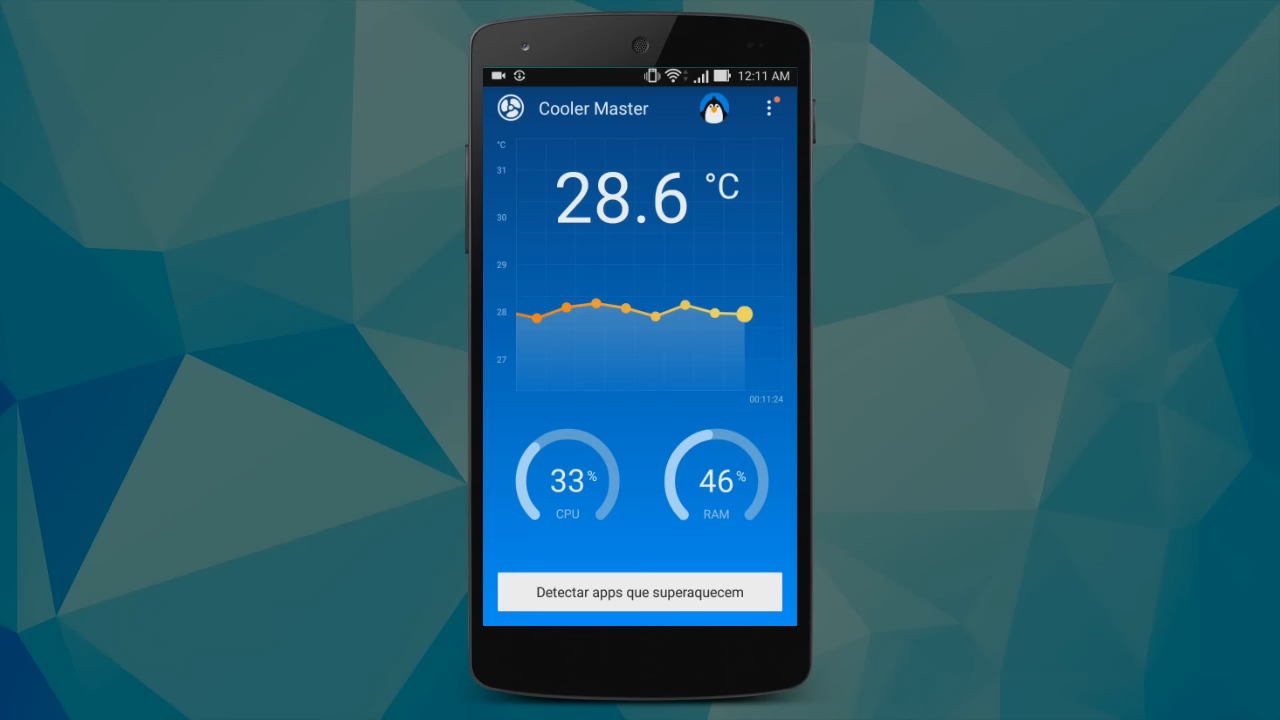 12:11 AM
Cooler Master
°C
31
28.6 °C
30
29
28
27
00:11:24
33% 46%
CPU RAM
Detectar apps que superaquecem